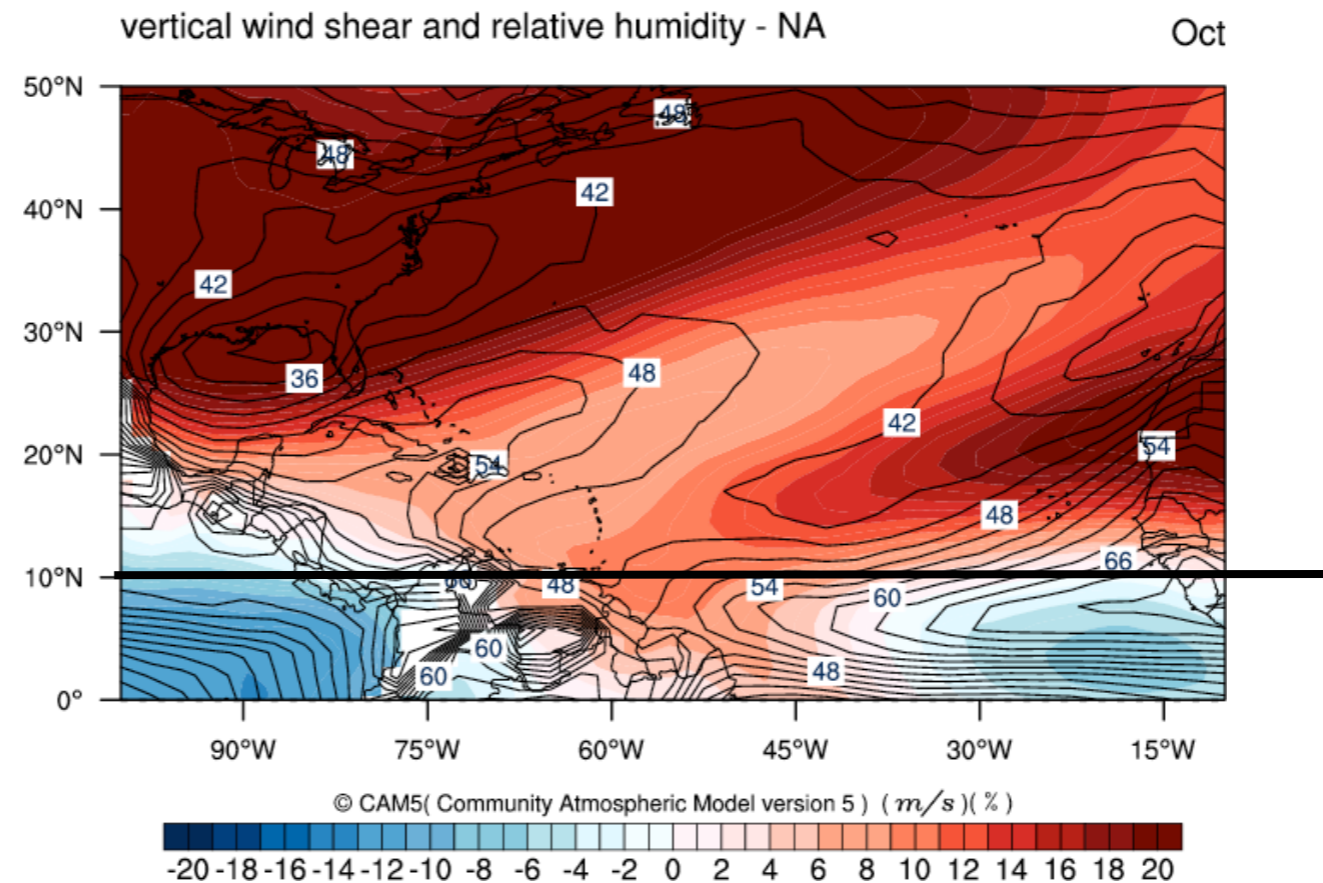 vertical wind shear and relative humidity - NA
Oct
50°N
40°N
30°N
20°N
10°N
0°
48
48
42
42
36
48
42
54
54
48
66
48
54
60
60
60
48
90°W 75°W 60°W 45°W 30°W 15°W
© CAM5( Community Atmospheric Model version 5 ) ( m/s )( % )
-20 -18 -16 -14 -12 -10 -8 -6 -4 -2 0 2 4 6 8 10 12 14 16 18 20